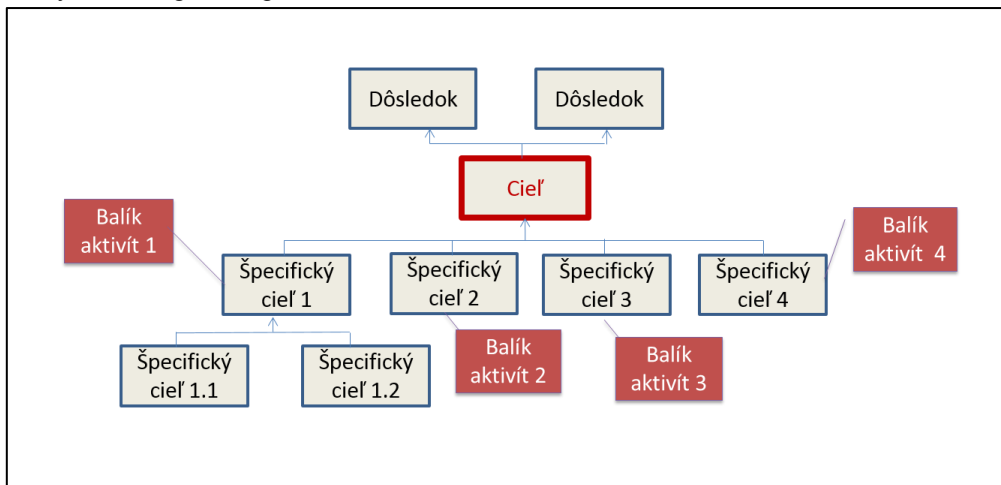 Dôsledok
Dôsledok
Cieľ
Balík
aktivít 1
Balík
aktivít  4
Špecifický
cieľ 1
Špecifický
cieľ 2
Špecifický
cieľ 3
Špecifický
cieľ 4
Balík
aktivít 2
Balík
aktivít 3
Špecifický
cieľ 1.1
Špecifický
cieľ 1.2